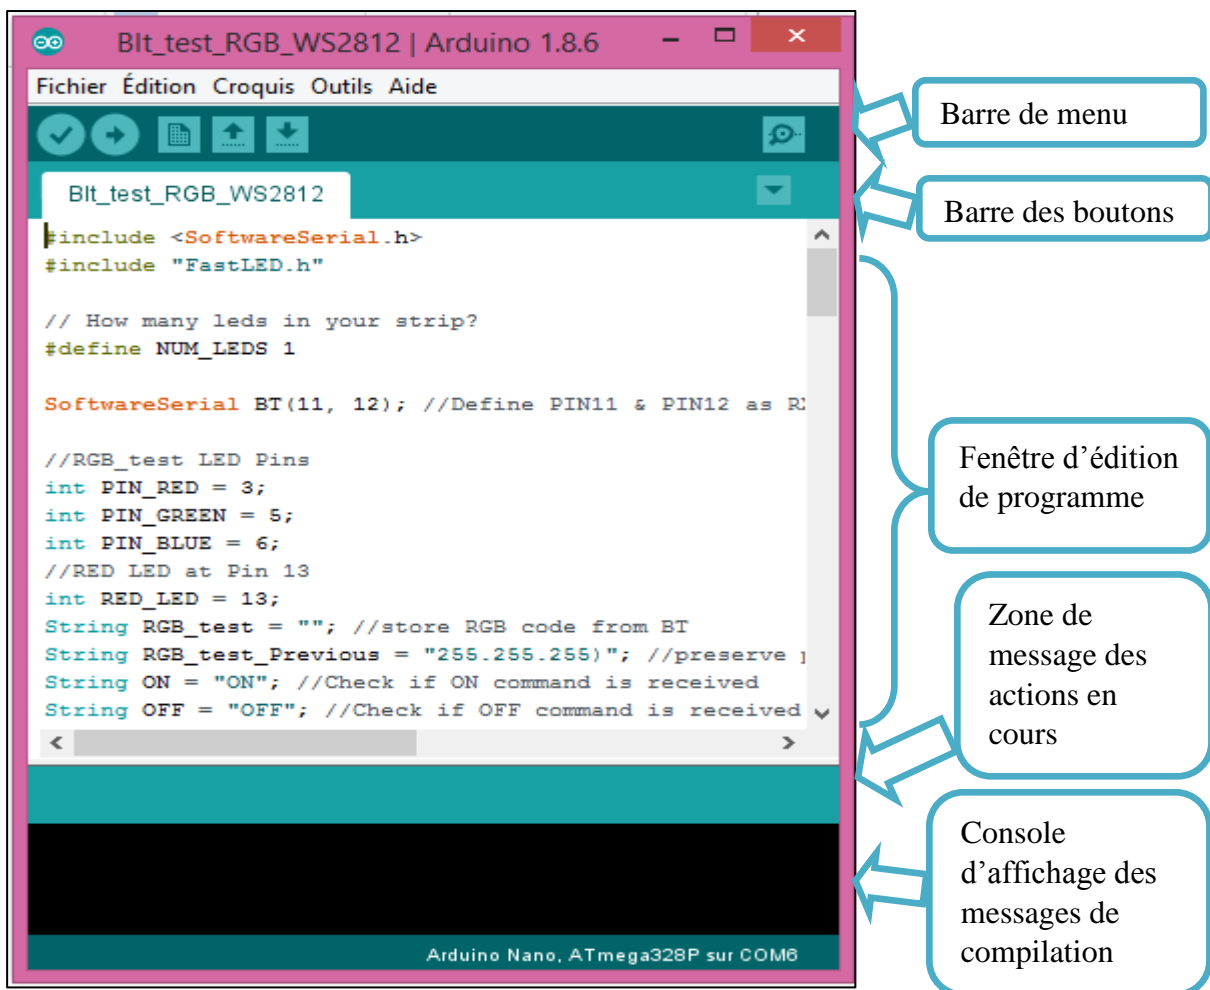 Blt_test_RGB_WS2812 | Arduino 1.8.6
Fichier Édition Croquis Outils Aide
Blt_test_RGB_WS2812
#include <SoftwareSerial.h>
#include "FastLED.h"
// How many leds in your strip?
#define NUM_LEDS 1
SoftwareSerial BT(11, 12); //Define PIN11 & PIN12 as RX
//RGB_test LED Pins
int PIN_RED = 3;
int PIN_GREEN = 5;
int PIN_BLUE = 6;
//RED LED at Pin 13
int RED_LED = 13;
String RGB_test = ""; //store RGB code from BT
String RGB_test_Previous = "255.255.255)"; //preserve
String ON = "ON"; //Check if ON command is received
String OFF = "OFF"; //Check if OFF command is received
Arduino Nano, ATmega328P sur COM6
Barre de menu
Barre des boutons
Fenêtre d’édition
de programme
Zone de
message des
actions en
cours
Console
d’affichage des
messages de
compilation